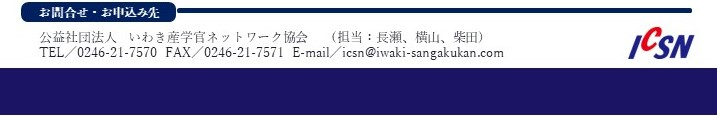 お問合せ・お申込み先
公益社団法人　いわき産学官ネットワーク協会　（担当：長瀬、横山、柴田）
TEL／0246-21-7570  FAX／0246-21-7571  E-mail／icsn@iwaki-sangakukan.com
ICSN